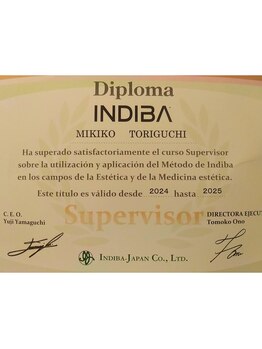 Diploma
INDIBA
MIKIKO TORIGUCHI
Ha superado satisfactoriamente el curso Supervisor
sobre la utilización y aplicación del Método de Indiba
en los campos de la Estética y de la Medicina estética.
Este título es válido desde 2024 hasta 2025
Supervisor
C. E. O. DIRECTORA EJECU
Yuji Yamaguchi Tomoko Ono
INDIBA-JAPAN CO., LTD.